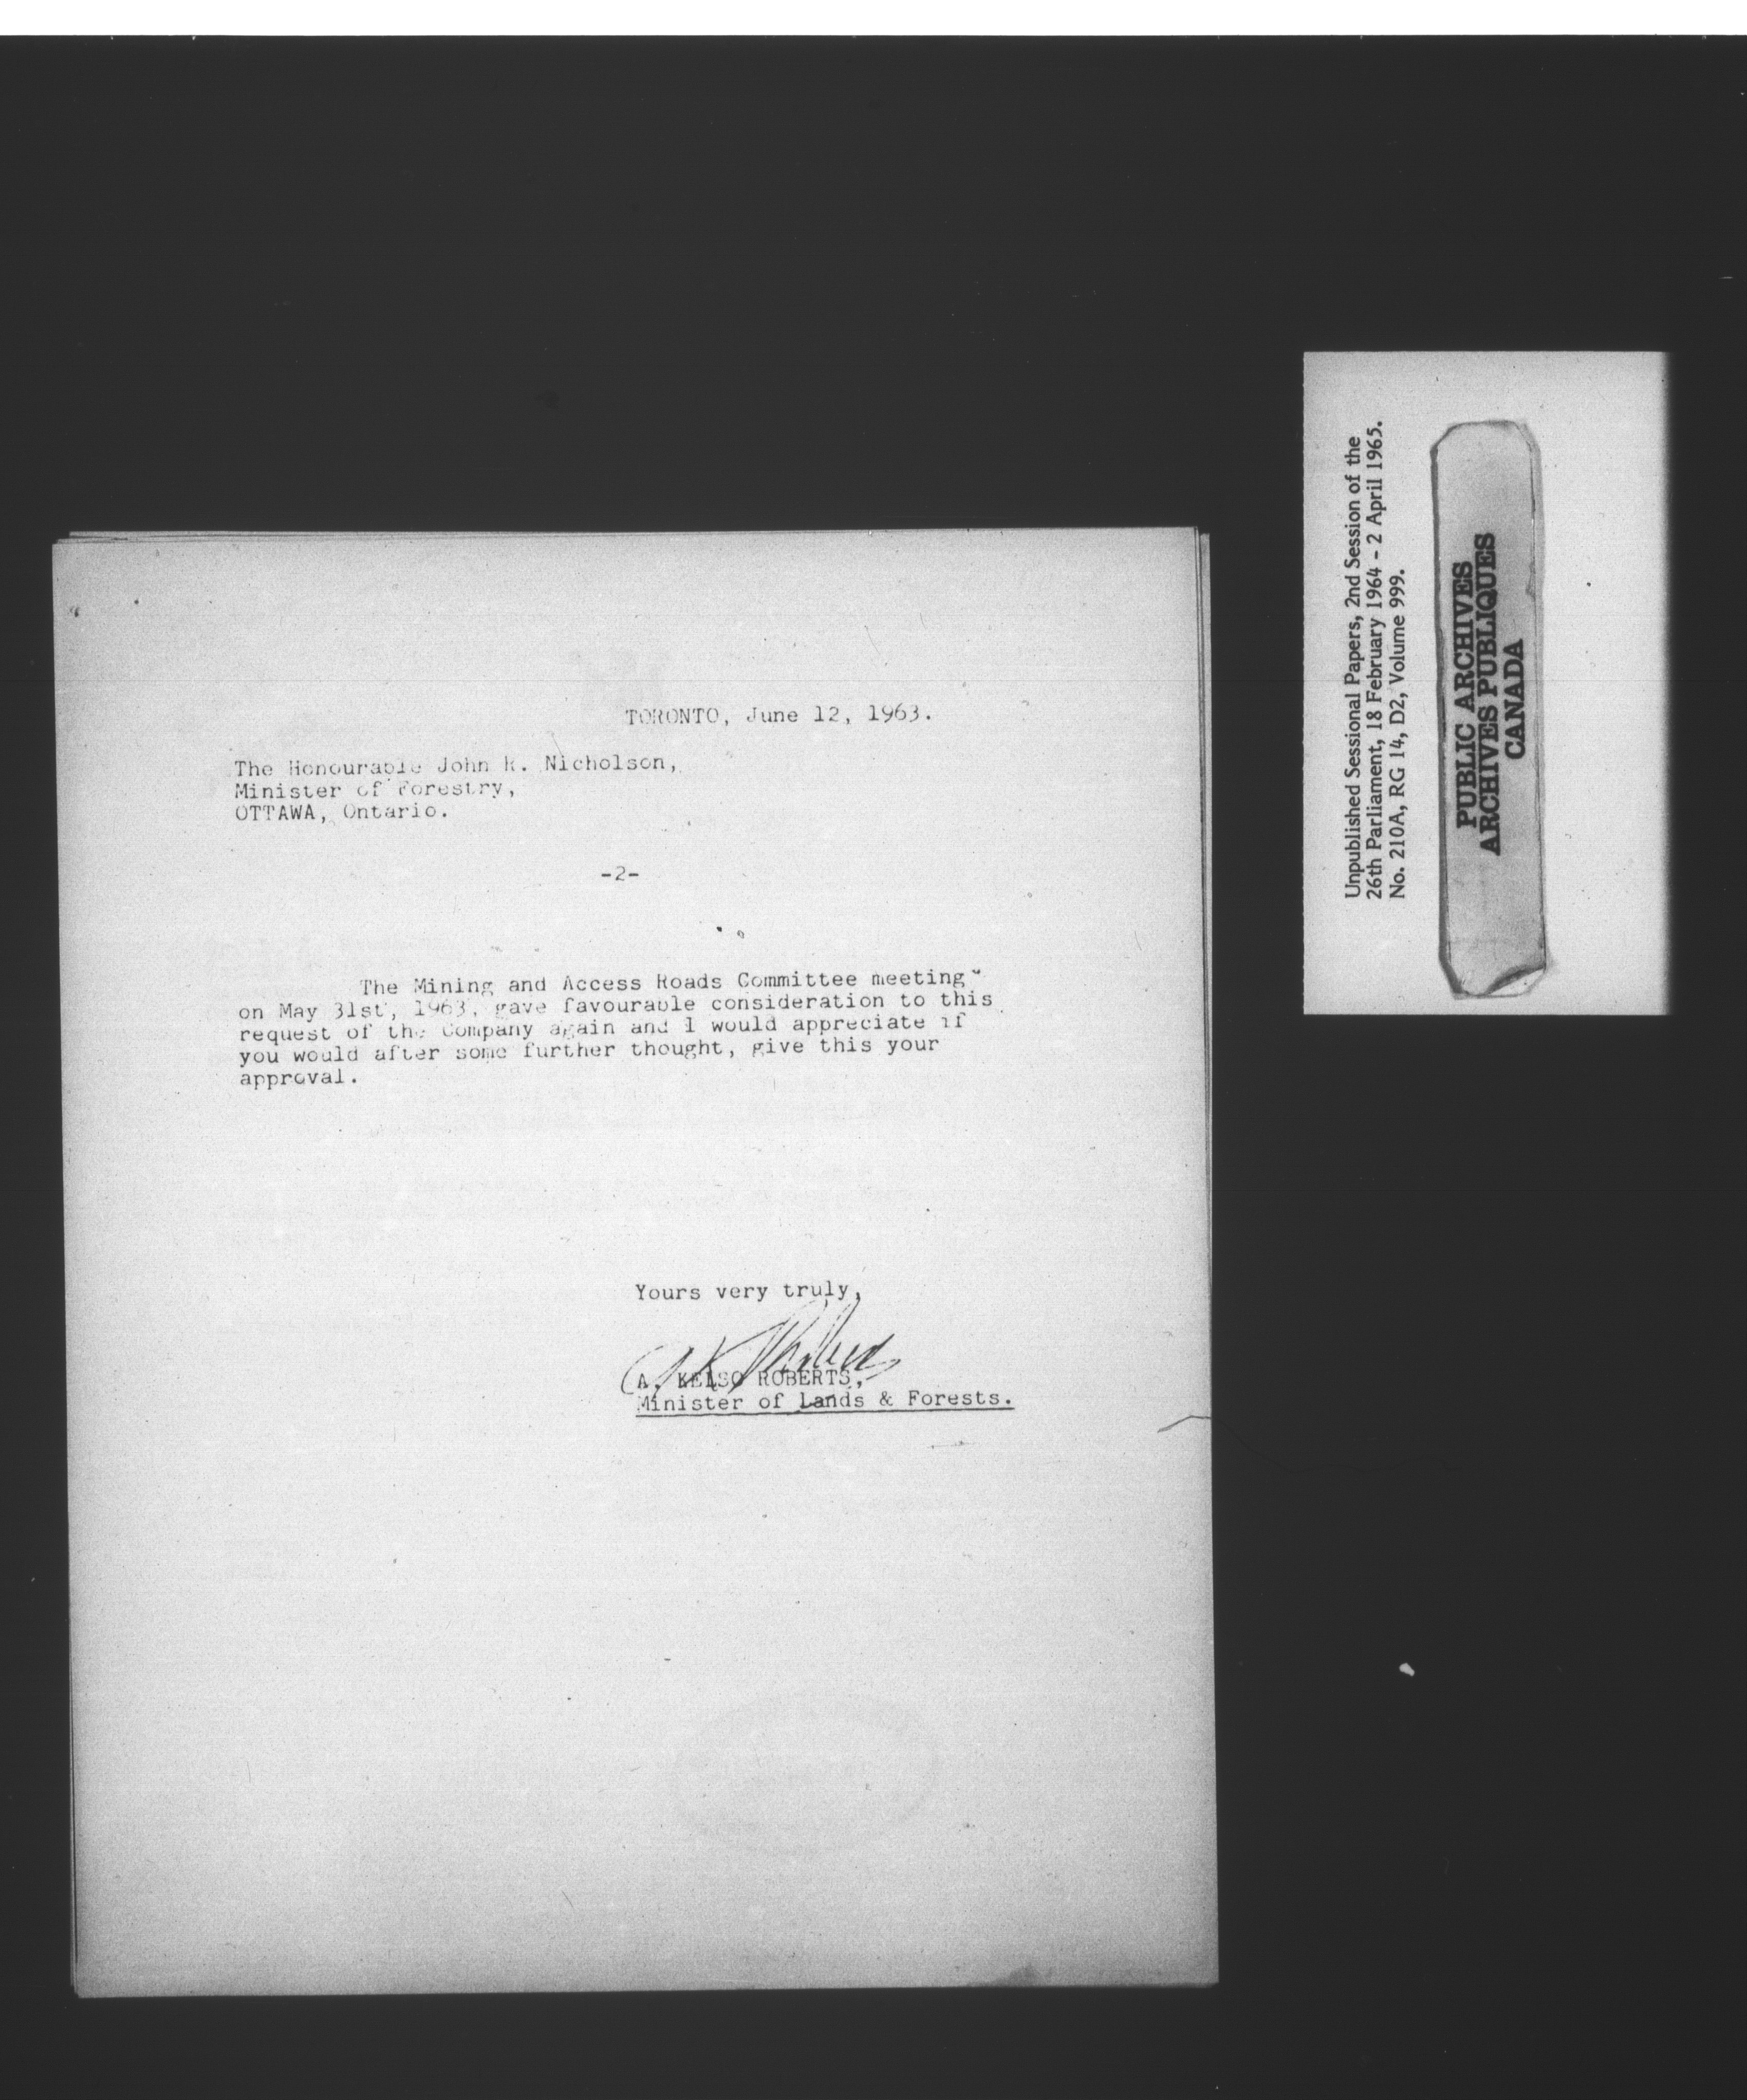 TORONTO, June 12, 1963.
The Honourable John R. Nicholson,
Minister of Forestry,
OTTAWA, Ontario.
-2-
The Mining and Access Roads Committee meeting
on May 31st, 1963, gave favourable consideration to this
request of the Company again and I would appreciate if
you would after some further thought, give this your
approval.
Yours very truly,
A. KELSO ROBERTS,
Minister of Lands & Forests.
Unpublished Sessional Papers, 2nd Session of the
26th Parliament, 18 February 1964 - 2 April 1965.
No. 210A, RG 14, D2, Volume 999.
PUBLIC ARCHIVES
ARCHIVES PUBLIQUES
CANADA